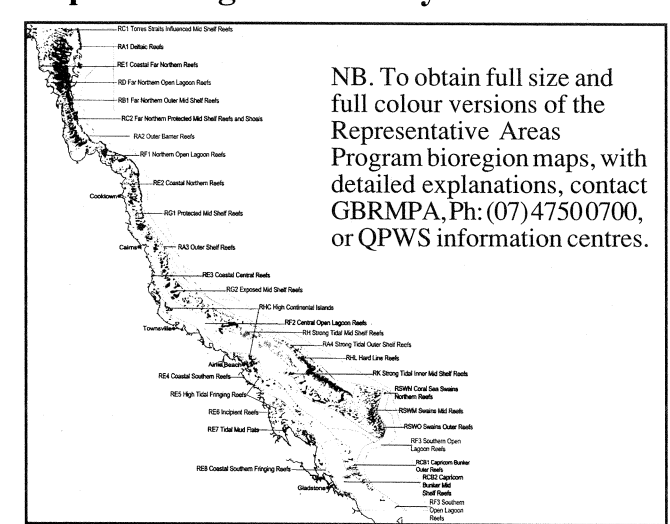 RC1 Torres Straits Influenced Mid Shelf Reefs
RA1 Deltaic Reefs
RE1 Coastal Far Northern Reefs
RD Far Northern Open Lagoon Reefs
RB1 Far Northern Outer Mid Shelf Reefs
RC2 Far Northern Protected Mid Shelf Reefs and Shoals
RA2 Outer Barrier Reefs
RF1 Northern Open Lagoon Reefs
RE2 Coastal Northern Reefs
Cooktown
RG1 Protected Mid Shelf Reefs
Cairns
RA3 Outer Shelf Reefs
RE3 Coastal Central Reefs
RG2 Exposed Mid Shelf Reefs
RHC High Continental Islands
Townsville
RF2 Central Open Lagoon Reefs
RH Strong Tidal Mid Shelf Reefs
RA4 Strong Tidal Outer Shelf Reefs
RHL Hard Line Reefs
Airlie Beach
RK Strong Tidal Inner Mid Shelf Reefs
RE4 Coastal Southern Reefs
RE5 High Tidal Fringing Reefs
RSWN Coral Sea Swains
Northern Reefs
RE6 Incipient Reefs
RSWM Swains Mid Reefs
RE7 Tidal Mud Flats
RSWO Swains Outer Reefs
RF3 Southern Open
Lagoon Reefs
RE8 Coastal Southern Fringing Reefs
RCB1 Capricorn Bunker
Outer Reefs
RCB2 Capricorn
Bunker Mid
Shelf Reefs
Gladstone
RF3 Southern
Open Lagoon
Reefs
NB. To obtain full size and
full colour versions of the
Representative Areas
Program bioregion maps, with
detailed explanations, contact
GBRMPA, Ph: (07) 4750 0700,
or QPWS information centres.